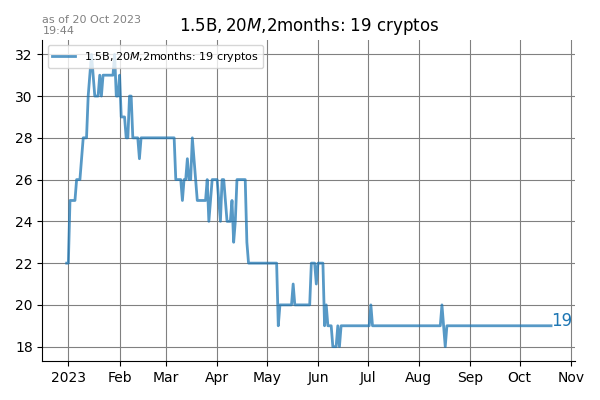 as of 20 Oct 2023
19:44
1.5B, 20M,2months: 19 cryptos
1.5B, 20M,2months: 19 cryptos
32
30
28
26
24
22
20
18
19
2023 Feb Mar Apr May Jun Jul Aug Sep Oct Nov